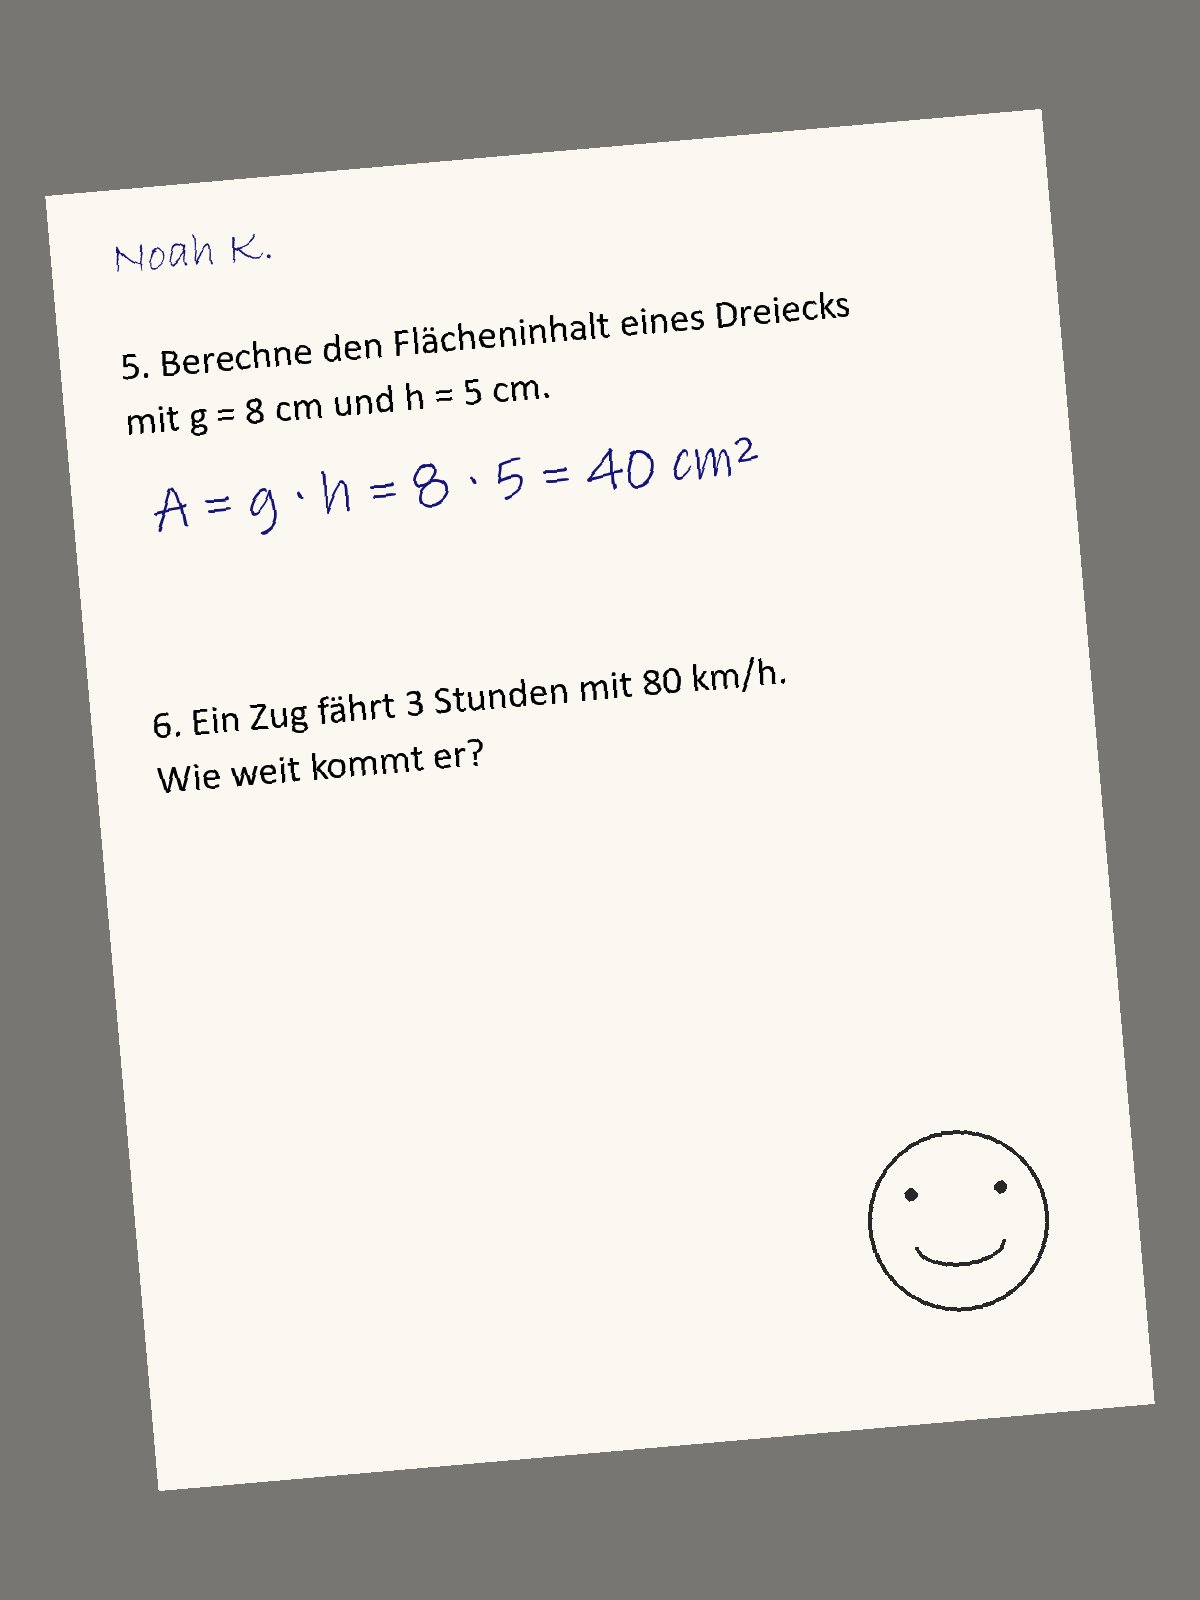 Noah K.
5. Berechne den Flächeninhalt eines Dreiecks
mit g = 8 cm und h = 5 cm.
A = g · h = 8 · 5 = 40 cm²
6. Ein Zug fährt 3 Stunden mit 80 km/h.
Wie weit kommt er?